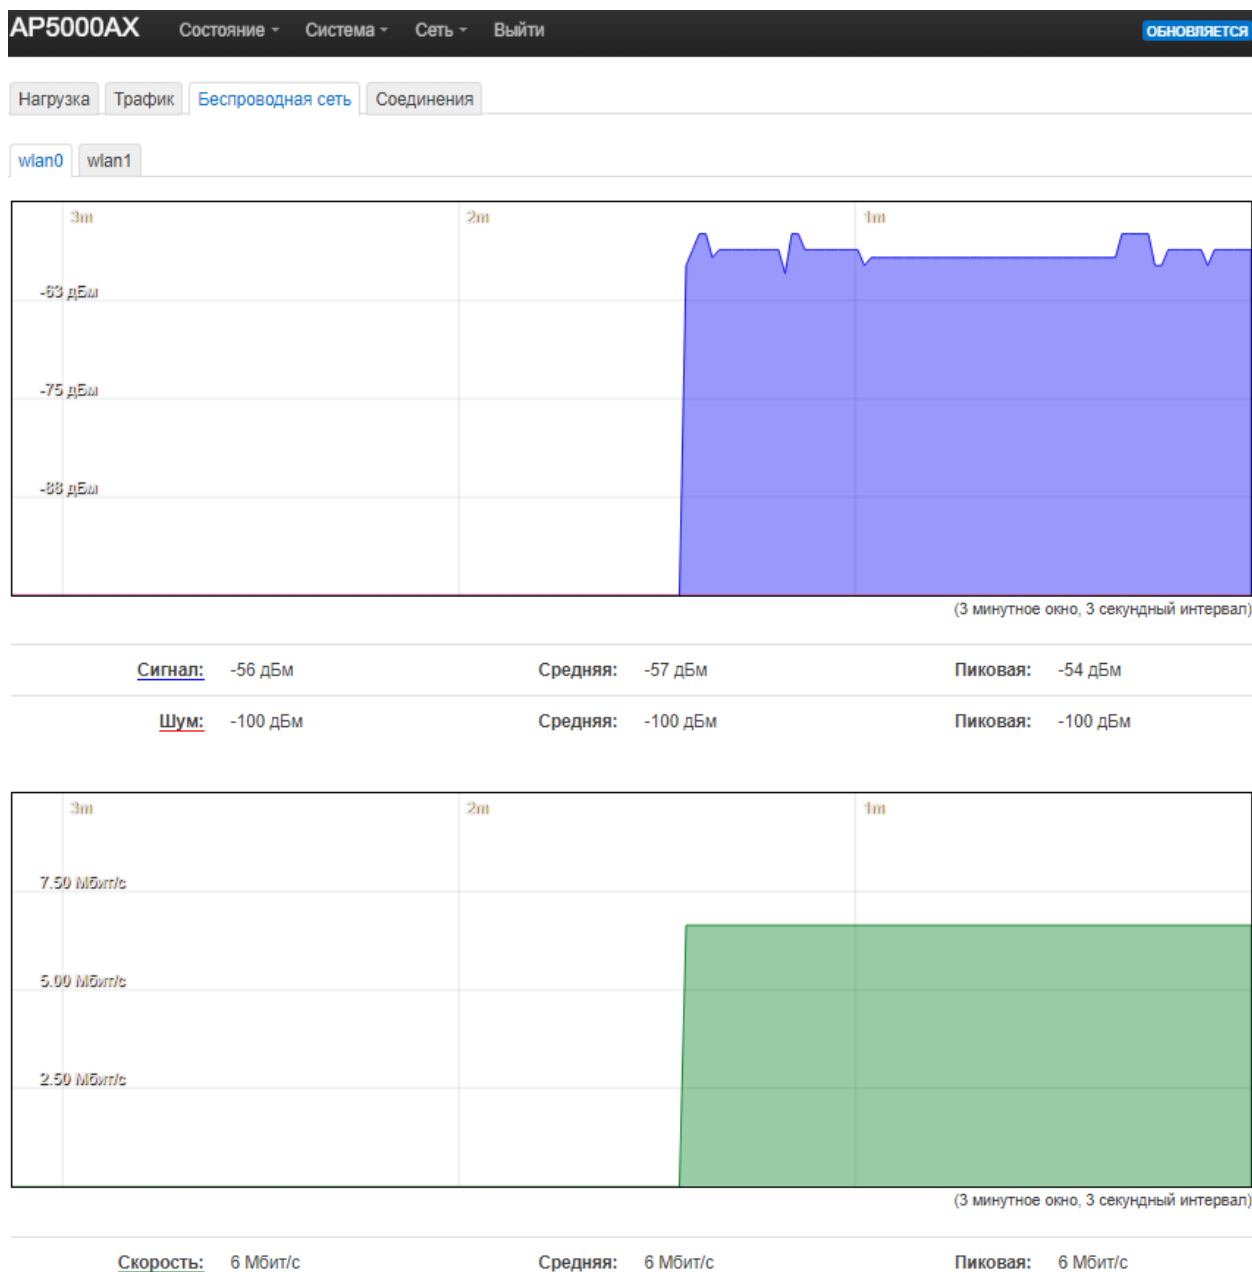 AP5000AX Состояние Система Сеть Выйти ОБНОВЛЯЕТСЯ
Нагрузка Трафик Беспроводная сеть Соединения
wlan0 wlan1
3m 2m 1m
-63 дБм
-75 дБм
-88 дБм
(3 минутное окно, 3 секундный интервал)
Сигнал: -56 дБм Средняя: -57 дБм Пиковая: -54 дБм
Шум: -100 дБм Средняя: -100 дБм Пиковая: -100 дБм
3m 2m 1m
7.50 Мбит/с
5.00 Мбит/с
2.50 Мбит/с
(3 минутное окно, 3 секундный интервал)
Скорость: 6 Мбит/с Средняя: 6 Мбит/с Пиковая: 6 Мбит/с